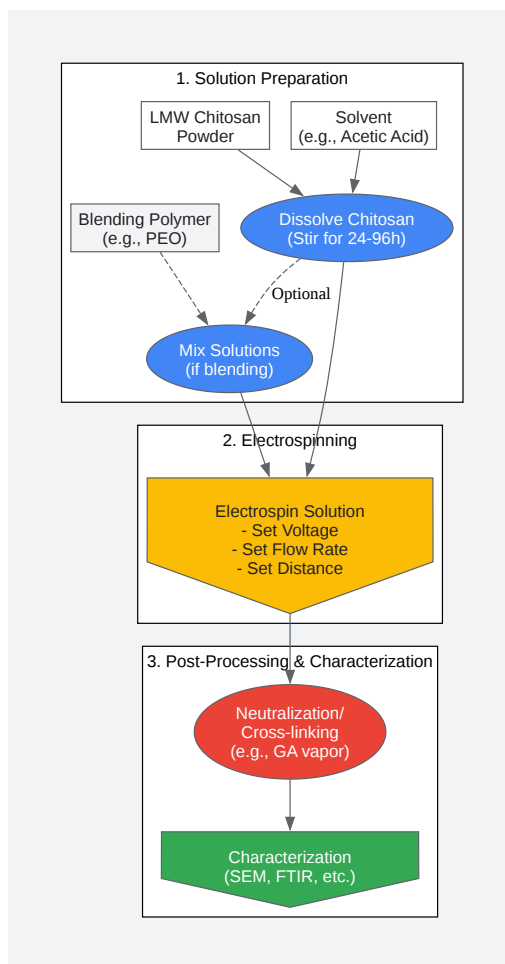 1. Solution Preparation
LMW Chitosan
Powder
Solvent
(e.g., Acetic Acid)
Blending Polymer
(e.g., PEO)
Dissolve Chitosan
(Stir for 24-96h)
Optional
Mix Solutions
(if blending)
2. Electrospinning
Electrospin Solution
- Set Voltage
- Set Flow Rate
- Set Distance
3. Post-Processing & Characterization
Neutralization/
Cross-linking
(e.g., GA vapor)
Characterization
(SEM, FTIR, etc.)